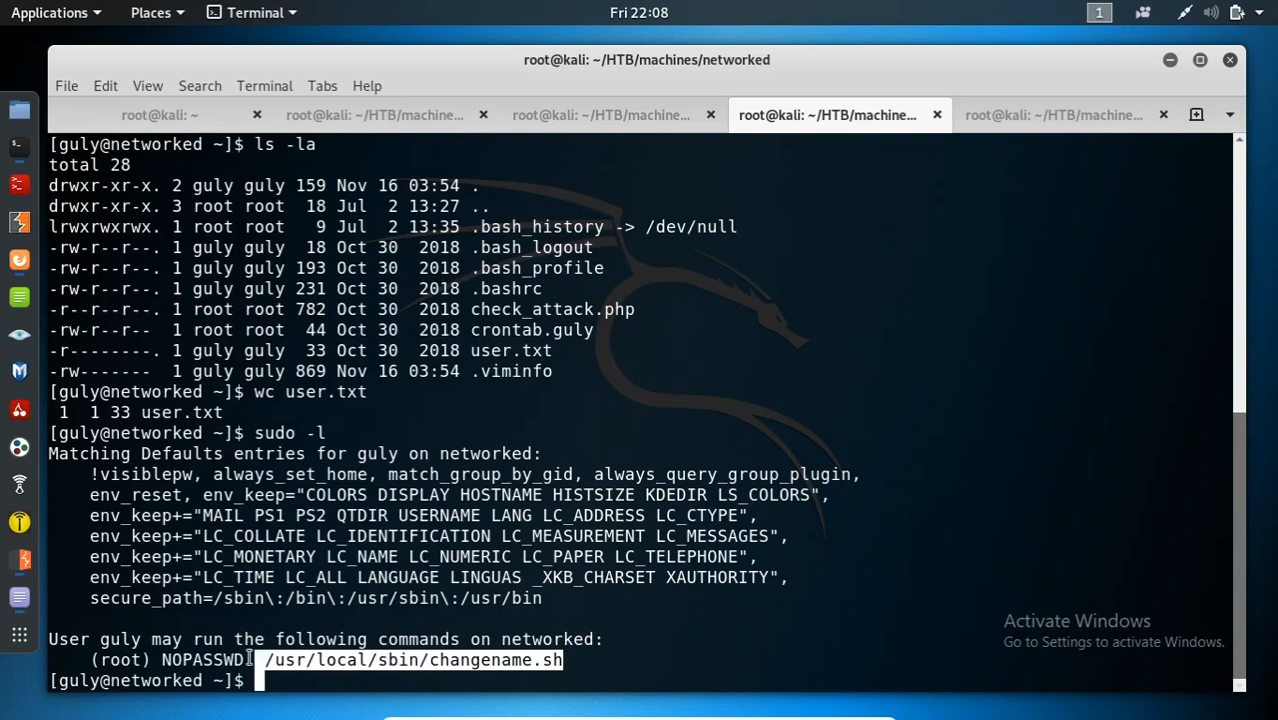 Applications Places Terminal Fri 22:08 1
root@kali: ~/HTB/machines/networked
File Edit View Search Terminal Tabs Help
root@kali: ~ root@kali: ~/HTB/machine... root@kali: ~/HTB/machine... root@kali: ~/HTB/machine... root@kali: ~/HTB/machine...
[guly@networked ~]$ ls -la
total 28
drwxr-xr-x. 2 guly guly 159 Nov 16 03:54 .
drwxr-xr-x. 3 root root  18 Jul  2 13:27 ..
lrwxrwxrwx. 1 root root   9 Jul  2 13:35 .bash_history -> /dev/null
-rw-r--r--. 1 guly guly  18 Oct 30  2018 .bash_logout
-rw-r--r--. 1 guly guly 193 Oct 30  2018 .bash_profile
-rw-r--r--. 1 guly guly 231 Oct 30  2018 .bashrc
-r--r--r--. 1 root root 782 Oct 30  2018 check_attack.php
-rw-r--r--  1 root root  44 Oct 30  2018 crontab.guly
-r--------. 1 guly guly  33 Oct 30  2018 user.txt
-rw-------  1 guly guly 869 Nov 16 03:54 .viminfo
[guly@networked ~]$ wc user.txt
 1  1 33 user.txt
[guly@networked ~]$ sudo -l
Matching Defaults entries for guly on networked:
    !visiblepw, always_set_home, match_group_by_gid, always_query_group_plugin,
    env_reset, env_keep="COLORS DISPLAY HOSTNAME HISTSIZE KDEDIR LS_COLORS",
    env_keep+="MAIL PS1 PS2 QTDIR USERNAME LANG LC_ADDRESS LC_CTYPE",
    env_keep+="LC_COLLATE LC_IDENTIFICATION LC_MEASUREMENT LC_MESSAGES",
    env_keep+="LC_MONETARY LC_NAME LC_NUMERIC LC_PAPER LC_TELEPHONE",
    env_keep+="LC_TIME LC_ALL LANGUAGE LINGUAS _XKB_CHARSET XAUTHORITY",
    secure_path=/sbin\:/bin\:/usr/sbin\:/usr/bin
User guly may run the following commands on networked:
    (root) NOPASSWD: /usr/local/sbin/changename.sh
[guly@networked ~]$
Activate Windows
Go to Settings to activate Windows.